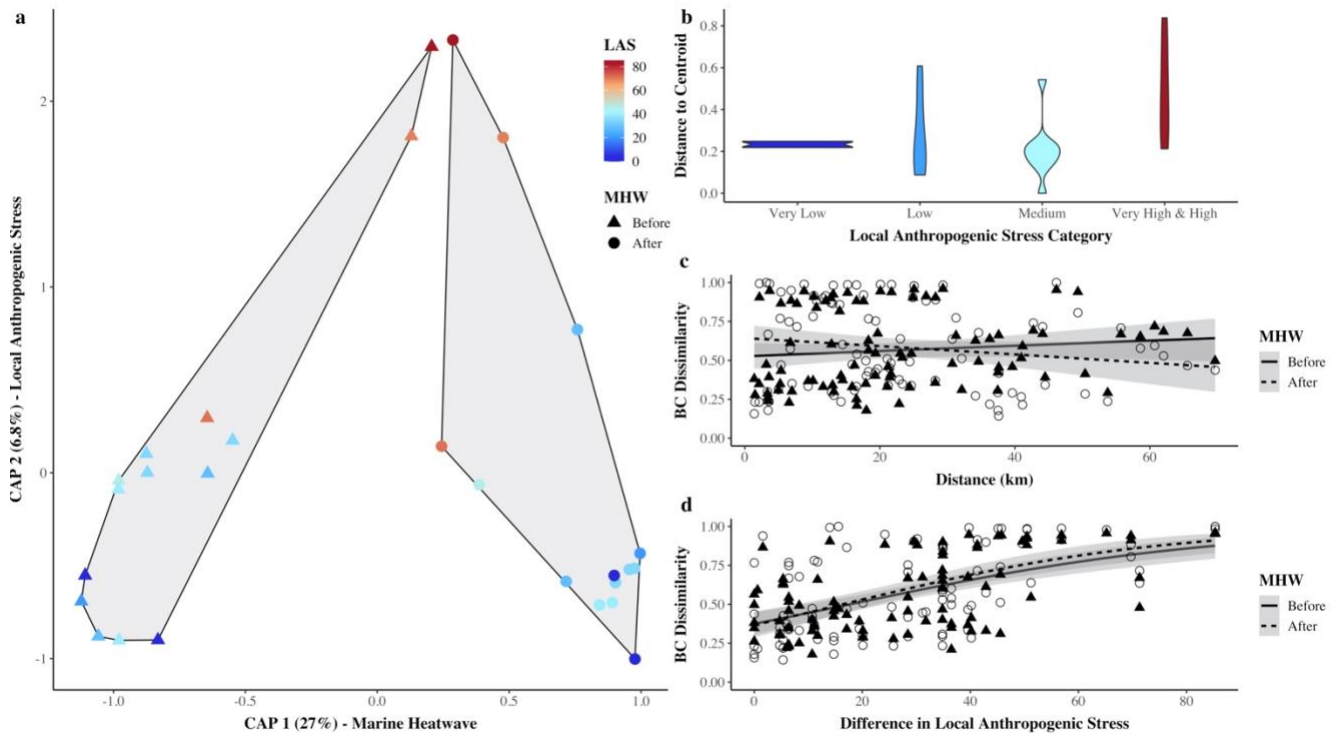 a
CAP 2 (6.8%) - Local Anthropogenic Stress
2
1
0
-1
-1.0
-0.5
0.0
0.5
1.0
CAP 1 (27%) - Marine Heatwave
LAS
80
60
40
20
0
MHW
Before
After
b
Distance to Centroid
0.8
0.6
0.4
0.2
0.0
Very Low
Low
Medium
Very High & High
Local Anthropogenic Stress Category
c
BC Dissimilarity
1.00
0.75
0.50
0.25
0.00
0
20
40
60
Distance (km)
MHW
Before
After
d
BC Dissimilarity
1.00
0.75
0.50
0.25
0.00
0
20
40
60
80
Difference in Local Anthropogenic Stress
MHW
Before
After